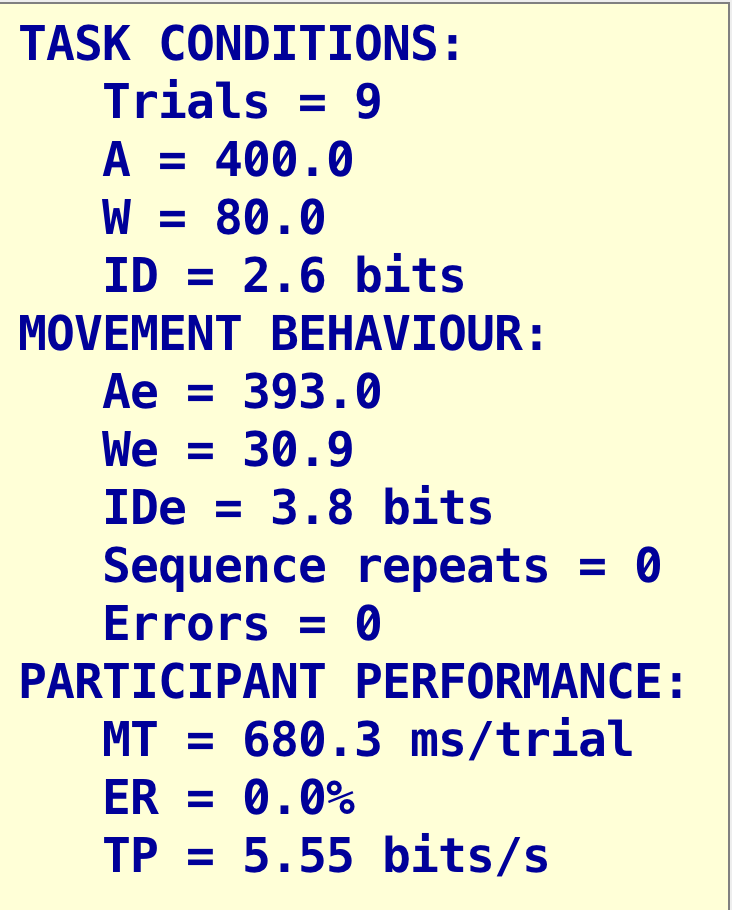 TASK CONDITIONS:
Trials = 9
A = 400.0
W = 80.0
ID = 2.6 bits
MOVEMENT BEHAVIOUR:
Ae = 393.0
We = 30.9
IDe = 3.8 bits
Sequence repeats = 0
Errors = 0
PARTICIPANT PERFORMANCE:
MT = 680.3 ms/trial
ER = 0.0%
TP = 5.55 bits/s